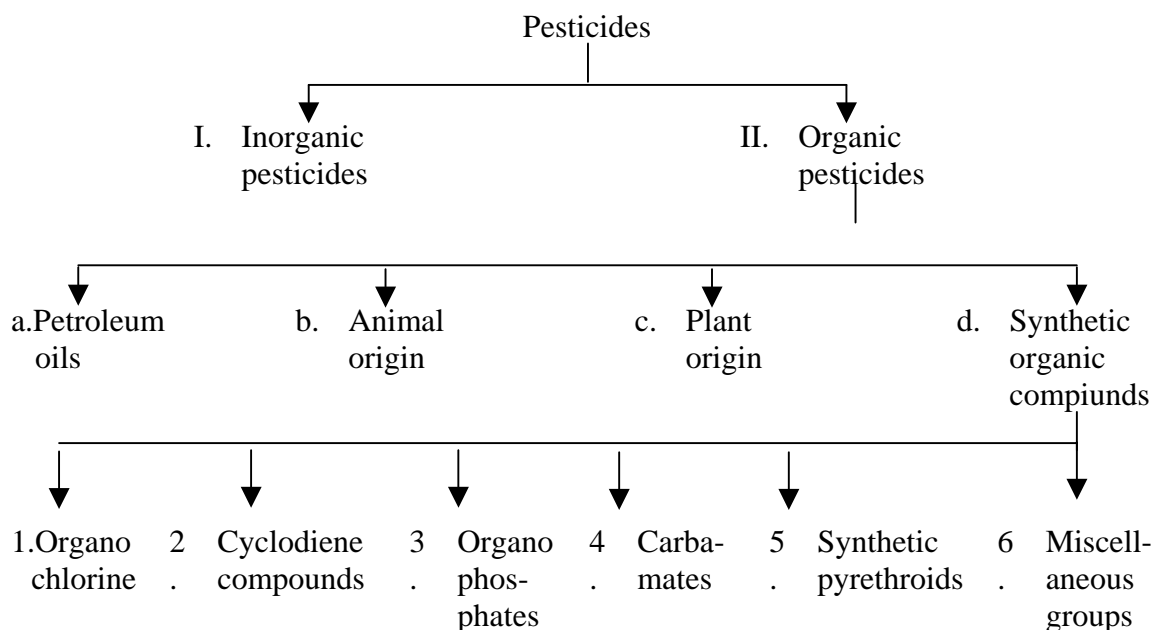 Pesticides
I. Inorganic II. Organic
pesticides pesticides
a.Petroleum b. Animal c. Plant d. Synthetic
oils origin origin organic
compiunds
1.Organo 2 Cyclodiene 3 Organo 4 Carba- 5 Synthetic 6 Miscell-
chlorine . compounds . phos- . mates . pyrethroids . aneous
phates groups